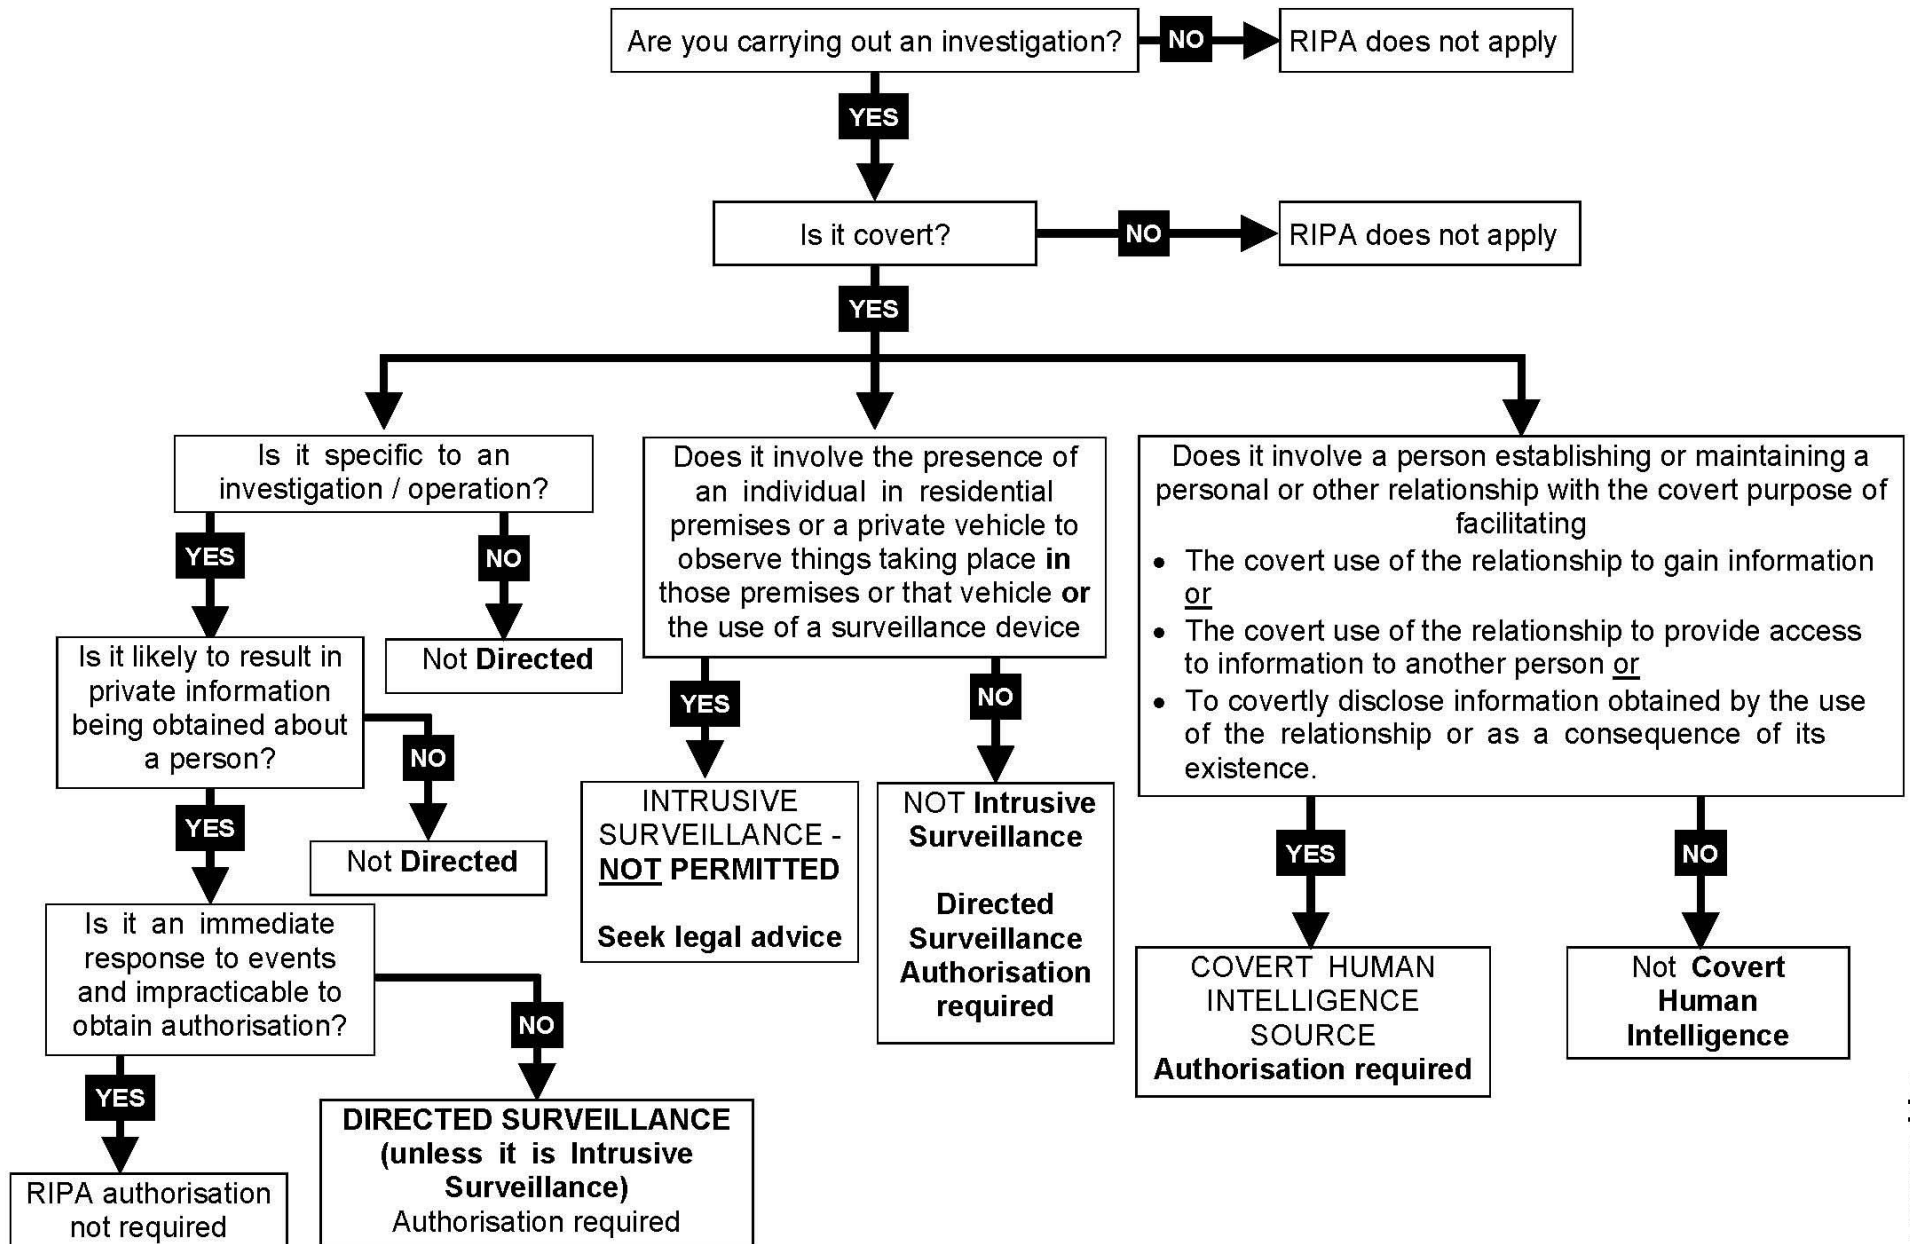 Are you carrying out an investigation?
NO
RIPA does not apply
YES
Is it covert?
NO
RIPA does not apply
YES
Is it specific to an
investigation / operation?
YES
NO
Not Directed
Is it likely to result in
private information
being obtained about
a person?
NO
Not Directed
YES
Is it an immediate
response to events
and impracticable to
obtain authorisation?
NO
YES
RIPA authorisation
not required
DIRECTED SURVEILLANCE
(unless it is Intrusive
Surveillance)
Authorisation required
Does it involve the presence of
an individual in residential
premises or a private vehicle to
observe things taking place in
those premises or that vehicle or
the use of a surveillance device
YES
NO
INTRUSIVE
SURVEILLANCE -
NOT PERMITTED
Seek legal advice
NOT Intrusive
Surveillance
Directed
Surveillance
Authorisation
required
Does it involve a person establishing or maintaining a
personal or other relationship with the covert purpose of
facilitating
• The covert use of the relationship to gain information
or
• The covert use of the relationship to provide access
to information to another person or
• To covertly disclose information obtained by the use
of the relationship or as a consequence of its
existence.
YES
NO
COVERT HUMAN
INTELLIGENCE
SOURCE
Authorisation required
Not Covert
Human
Intelligence